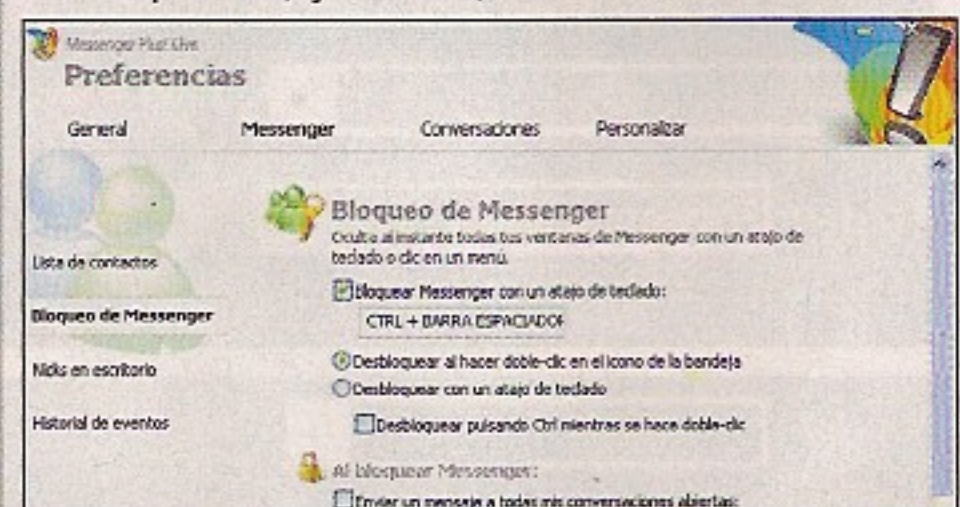 Messenger Plus! Live
Preferencias
General Messenger Conversaciones Personalizar
Bloqueo de Messenger
Oculta al instante todas tus ventanas de Messenger con un atajo de
teclado o clic en un menú.
Lista de contactos
Bloquear Messenger con un atajo de teclado:
Bloqueo de Messenger
CTRL + BARRA ESPACIADOR
Desbloquear al hacer doble-clic en el icono de la bandeja
Nicks en escritorio
Desbloquear con un atajo de teclado
Historial de eventos
Desbloquear pulsando Ctrl mientras se hace doble-clic
Al bloquear Messenger:
Enviar un mensaje a todas mis conversaciones abiertas: